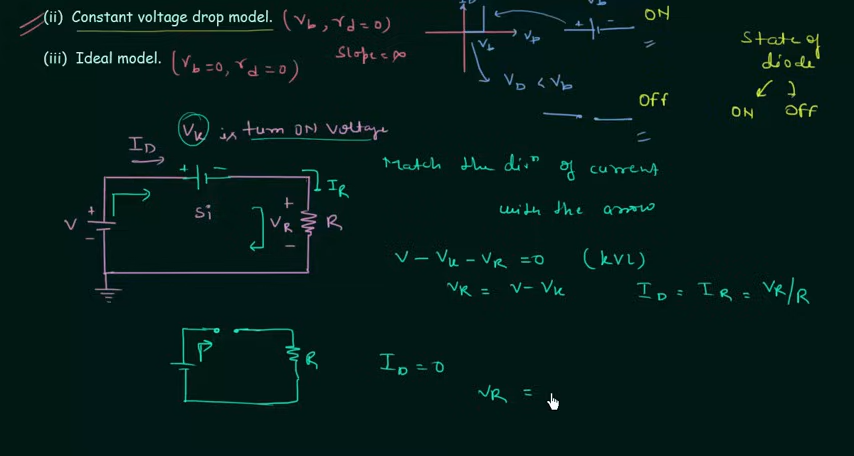 (ii) Constant voltage drop model. (Vb, rd = 0)
Slope = ∞
(iii) Ideal model. (Vb = 0, rd = 0)
ID
Vb
VD
+ -
Vb
ON
VD < Vb
Off
State of
diode
ON Off
VK is turn ON voltage
ID
+ -
Si
V + -
IR
+ VR - R
Match the dirn of current
with the arrow
V - VK - VR = 0 (KVL)
VR = V - VK
ID = IR = VR/R
R
ID = 0
VR =